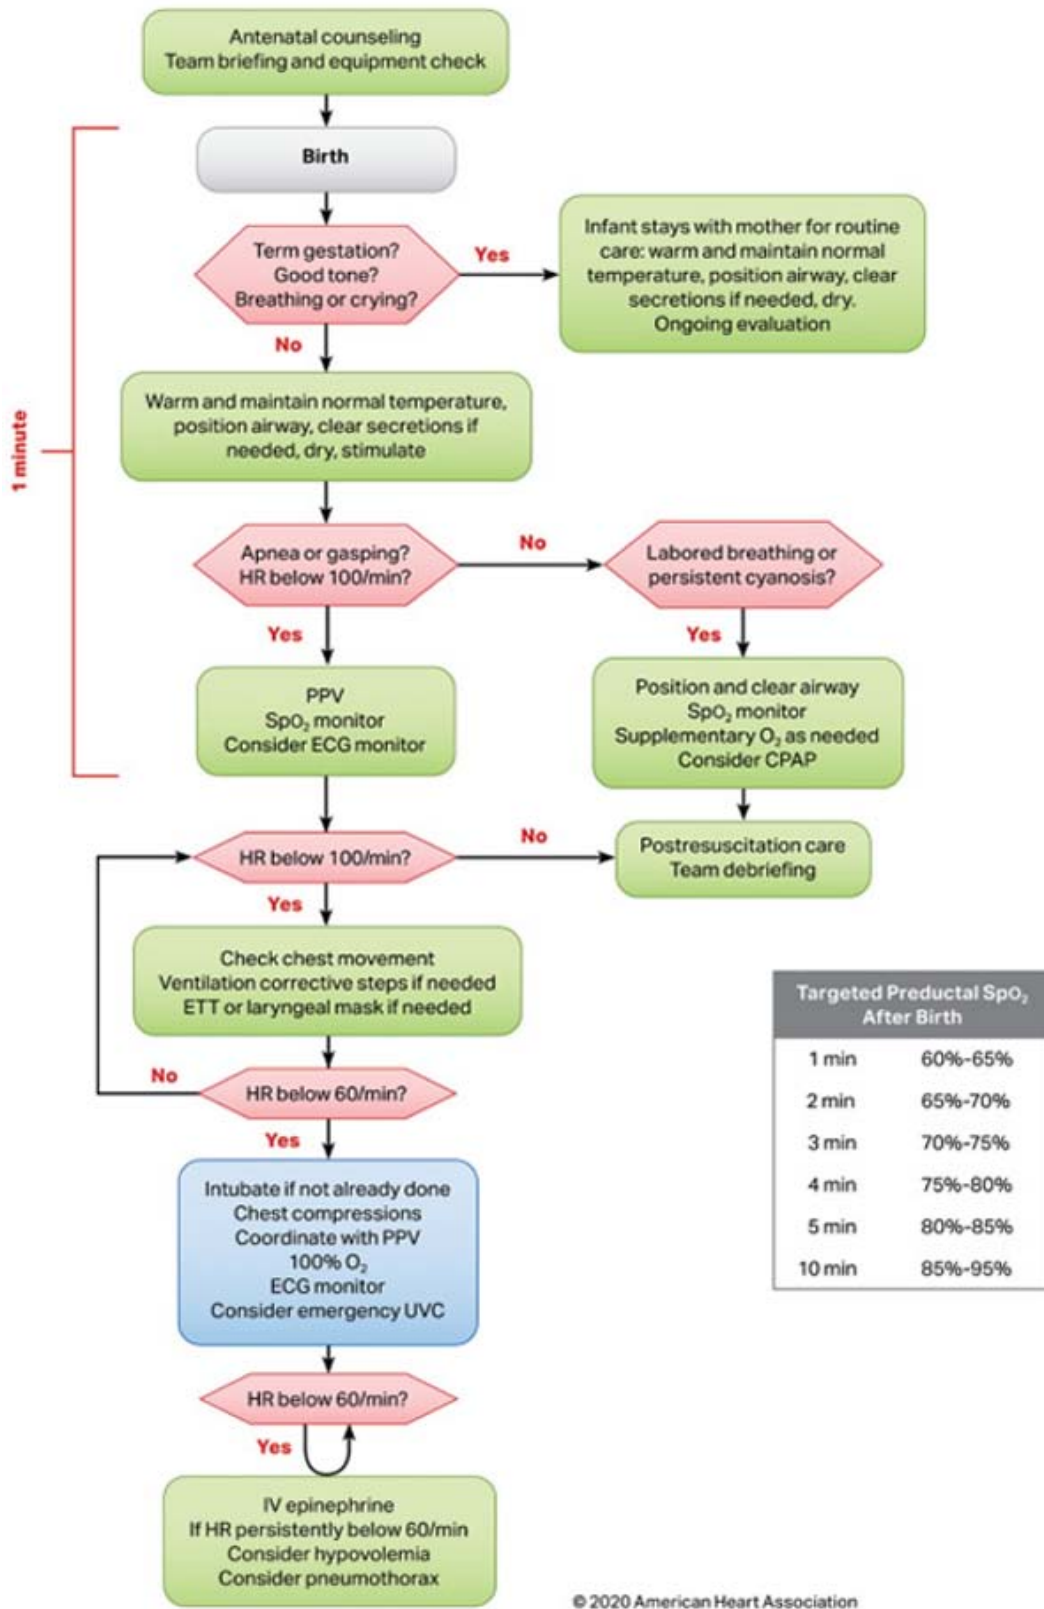 Antenatal counseling
Team briefing and equipment check
Birth
Term gestation?
Good tone?
Breathing or crying?
Yes
Infant stays with mother for routine
care: warm and maintain normal
temperature, position airway, clear
secretions if needed, dry.
Ongoing evaluation
No
Warm and maintain normal temperature,
position airway, clear secretions if
needed, dry, stimulate
1 minute
Apnea or gasping?
HR below 100/min?
No
Labored breathing or
persistent cyanosis?
Yes
Yes
PPV
SpO₂ monitor
Consider ECG monitor
Position and clear airway
SpO₂ monitor
Supplementary O₂ as needed
Consider CPAP
HR below 100/min?
No
Postresuscitation care
Team debriefing
Yes
Check chest movement
Ventilation corrective steps if needed
ETT or laryngeal mask if needed
No
HR below 60/min?
Yes
Intubate if not already done
Chest compressions
Coordinate with PPV
100% O₂
ECG monitor
Consider emergency UVC
HR below 60/min?
Yes
IV epinephrine
If HR persistently below 60/min
Consider hypovolemia
Consider pneumothorax
Targeted Preductal SpO₂
After Birth
1 min 60%-65%
2 min 65%-70%
3 min 70%-75%
4 min 75%-80%
5 min 80%-85%
10 min 85%-95%
© 2020 American Heart Association